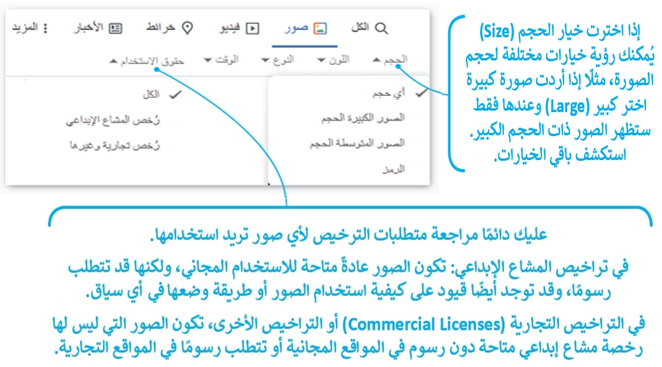 الكل صور فيديو خرائط الأخبار المزيد
الحجم اللون النوع الوقت حقوق الاستخدام
أي حجم
الصور الكبيرة الحجم
الصور المتوسطة الحجم
الرمز
الكل
رُخص المشاع الإبداعي
رُخص تجارية وغيرها
إذا اخترت خيار الحجم (Size)
يُمكنك رؤية خيارات مختلفة لحجم
الصورة، مثلًا إذا أردت صورة كبيرة
اختر كبير (Large) وعندها فقط
ستظهر الصور ذات الحجم الكبير.
استكشف باقي الخيارات.
عليك دائمًا مراجعة متطلبات الترخيص لأي صور تريد استخدامها.
في تراخيص المشاع الإبداعي: تكون الصور عادةً متاحة للاستخدام المجاني، ولكنها قد تتطلب
رسومًا، وقد توجد أيضًا قيود على كيفية استخدام الصور أو طريقة وضعها في أي سياق.
في التراخيص التجارية (Commercial Licenses) أو التراخيص الأخرى، تكون الصور التي ليس لها
رخصة مشاع إبداعي متاحة دون رسوم في المواقع المجانية أو تتطلب رسومًا في المواقع التجارية.